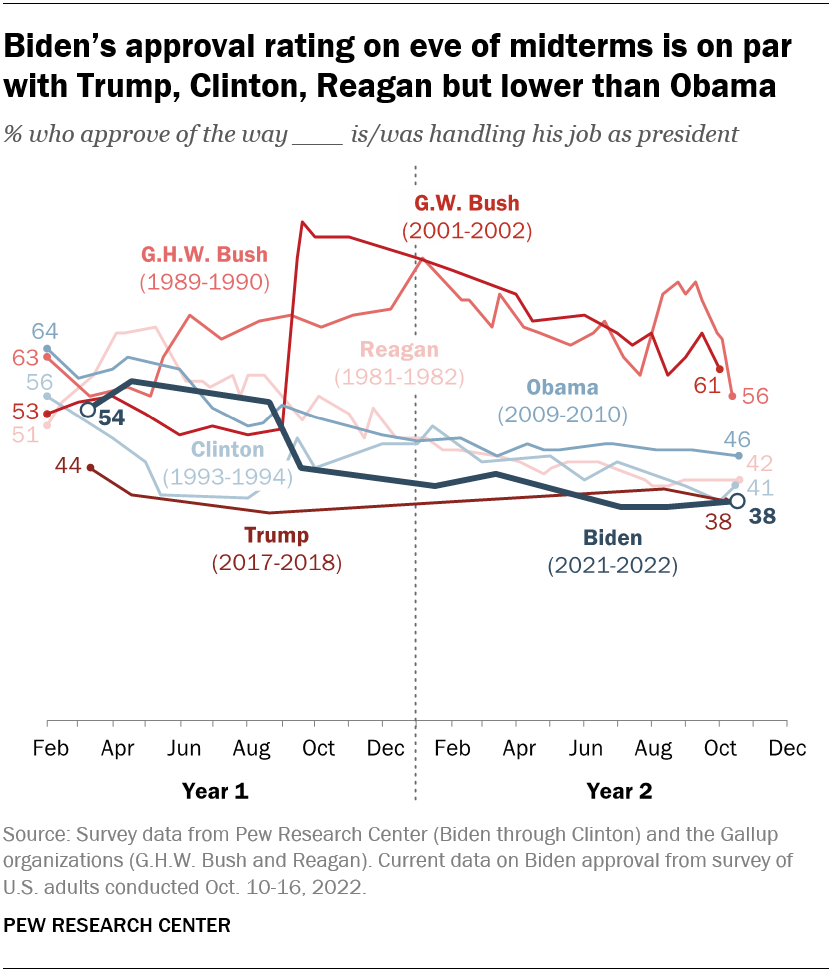 Biden's approval rating on eve of midterms is on par
with Trump, Clinton, Reagan but lower than Obama
% who approve of the way ____ is/was handling his job as president
G.W. Bush
(2001-2002)
G.H.W. Bush
(1989-1990)
64
63
56
53
51
54
44
Reagan
(1981-1982)
Obama
(2009-2010)
61
56
Clinton
(1993-1994)
46
42
41
38
38
Trump
(2017-2018)
Biden
(2021-2022)
Feb Apr Jun Aug Oct Dec Feb Apr Jun Aug Oct Dec
Year 1 Year 2
Source: Survey data from Pew Research Center (Biden through Clinton) and the Gallup
organizations (G.H.W. Bush and Reagan). Current data on Biden approval from survey of
U.S. adults conducted Oct. 10-16, 2022.
PEW RESEARCH CENTER